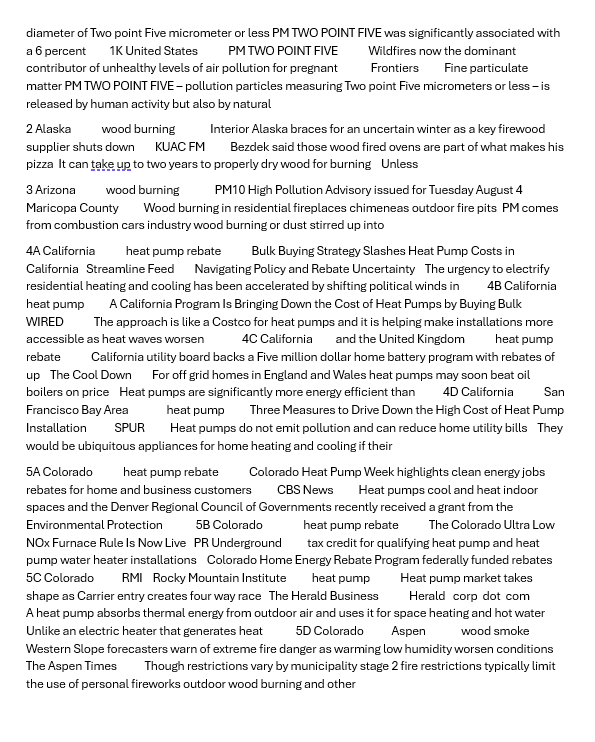 diameter of Two point Five micrometer or less PM TWO POINT FIVE was significantly associated with
a 6 percent 1K United States PM TWO POINT FIVE Wildfires now the dominant
contributor of unhealthy levels of air pollution for pregnant Frontiers Fine particulate
matter PM TWO POINT FIVE – pollution particles measuring Two point Five micrometers or less – is
released by human activity but also by natural
2 Alaska wood burning Interior Alaska braces for an uncertain winter as a key firewood
supplier shuts down KUAC FM Bezdek said those wood fired ovens are part of what makes his
pizza It can take up to two years to properly dry wood for burning Unless
3 Arizona wood burning PM10 High Pollution Advisory issued for Tuesday August 4
Maricopa County Wood burning in residential fireplaces chimeneas outdoor fire pits PM comes
from combustion cars industry wood burning or dust stirred up into
4A California heat pump rebate Bulk Buying Strategy Slashes Heat Pump Costs in
California Streamline Feed Navigating Policy and Rebate Uncertainty The urgency to electrify
residential heating and cooling has been accelerated by shifting political winds in 4B California
heat pump A California Program Is Bringing Down the Cost of Heat Pumps by Buying Bulk
WIRED The approach is like a Costco for heat pumps and it is helping make installations more
accessible as heat waves worsen 4C California and the United Kingdom heat pump
rebate California utility board backs a Five million dollar home battery program with rebates of
up The Cool Down For off grid homes in England and Wales heat pumps may soon beat oil
boilers on price Heat pumps are significantly more energy efficient than 4D California San
Francisco Bay Area heat pump Three Measures to Drive Down the High Cost of Heat Pump
Installation SPUR Heat pumps do not emit pollution and can reduce home utility bills They
would be ubiquitous appliances for home heating and cooling if their
5A Colorado heat pump rebate Colorado Heat Pump Week highlights clean energy jobs
rebates for home and business customers CBS News Heat pumps cool and heat indoor
spaces and the Denver Regional Council of Governments recently received a grant from the
Environmental Protection 5B Colorado heat pump rebate The Colorado Ultra Low
NOx Furnace Rule Is Now Live PR Underground tax credit for qualifying heat pump and heat
pump water heater installations Colorado Home Energy Rebate Program federally funded rebates
5C Colorado RMI Rocky Mountain Institute heat pump Heat pump market takes
shape as Carrier entry creates four way race The Herald Business Herald corp dot com
A heat pump absorbs thermal energy from outdoor air and uses it for space heating and hot water
Unlike an electric heater that generates heat 5D Colorado Aspen wood smoke
Western Slope forecasters warn of extreme fire danger as warming low humidity worsen conditions
The Aspen Times Though restrictions vary by municipality stage 2 fire restrictions typically limit
the use of personal fireworks outdoor wood burning and other